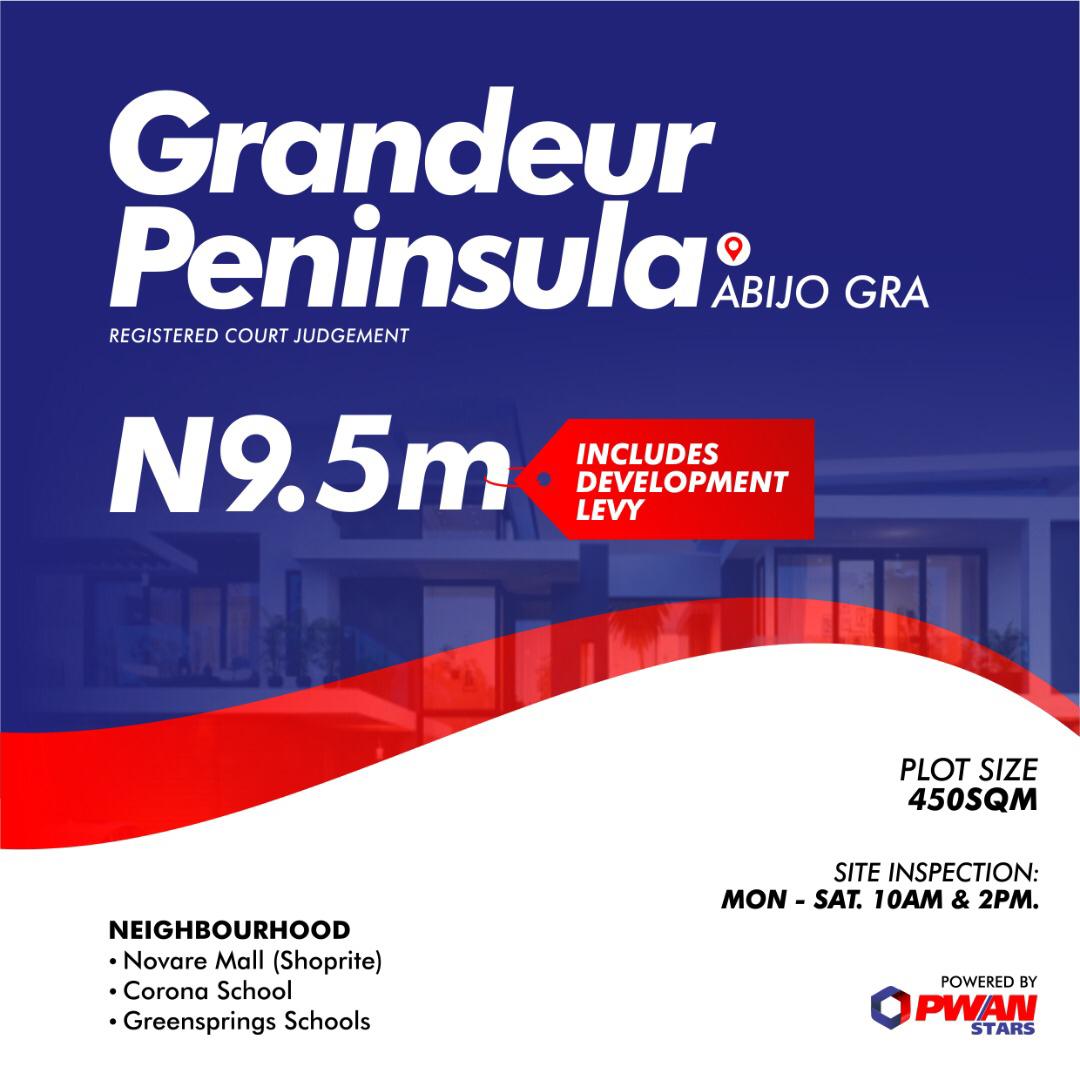 Grandeur
Peninsula
ABIJO GRA
REGISTERED COURT JUDGEMENT
N9.5m
INCLUDES
DEVELOPMENT
LEVY
PLOT SIZE
450SQM
SITE INSPECTION:
MON - SAT. 10AM & 2PM.
NEIGHBOURHOOD
• Novare Mall (Shoprite)
• Corona School
• Greensprings Schools
POWERED BY
PWAN
STARS